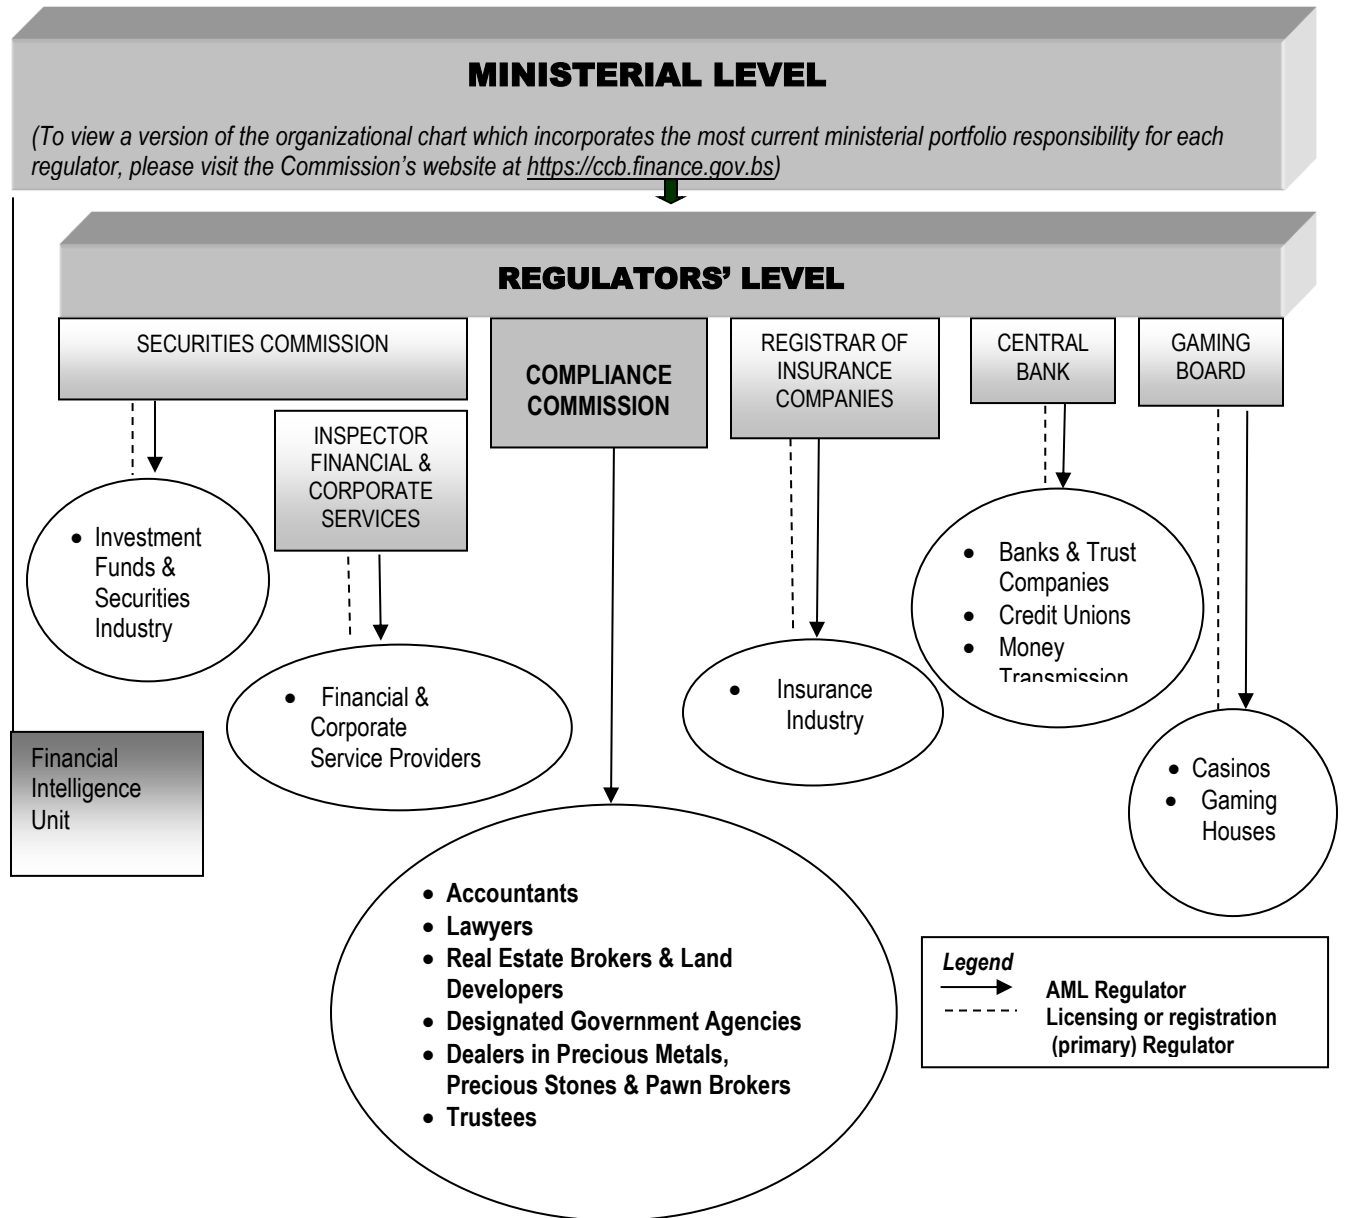 MINISTERIAL LEVEL
(To view a version of the organizational chart which incorporates the most current ministerial portfolio responsibility for each
regulator, please visit the Commission's website at https://ccb.finance.gov.bs)
REGULATORS' LEVEL
SECURITIES COMMISSION
INSPECTOR
FINANCIAL &
CORPORATE
SERVICES
COMPLIANCE
COMMISSION
REGISTRAR OF
INSURANCE
COMPANIES
CENTRAL
BANK
GAMING
BOARD
• Investment
Funds &
Securities
Industry
• Financial &
Corporate
Service Providers
• Insurance
Industry
• Banks & Trust
Companies
• Credit Unions
• Money
Transmission
• Casinos
• Gaming
Houses
Financial
Intelligence
Unit
• Accountants
• Lawyers
• Real Estate Brokers & Land
Developers
• Designated Government Agencies
• Dealers in Precious Metals,
Precious Stones & Pawn Brokers
• Trustees
Legend
AML Regulator
Licensing or registration
(primary) Regulator